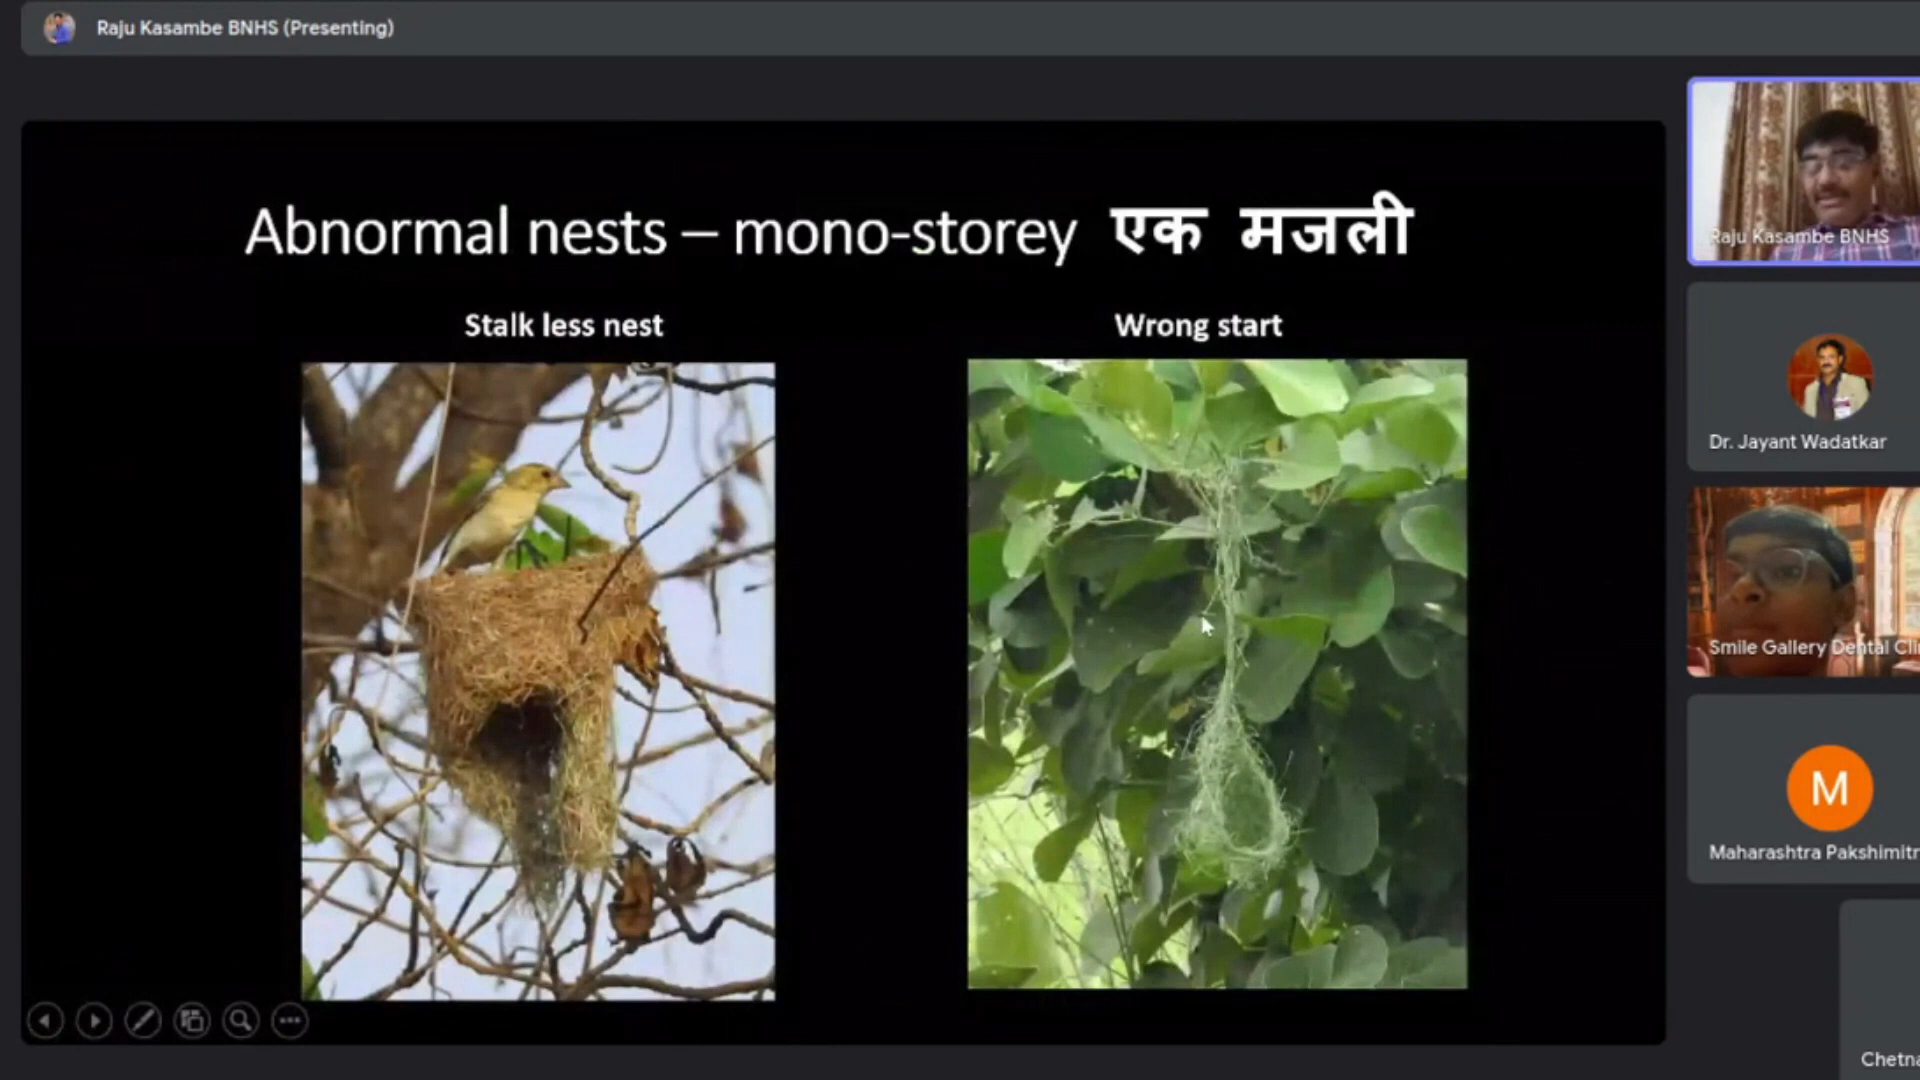 Raju Kasambe BNHS (Presenting)
Abnormal nests – mono-storey एक मजली
Stalk less nest
Wrong start
Raju Kasambe BNHS
Dr. Jayant Wadatkar
Smile Gallery Dental Cli
M
Maharashtra Pakshimitr
Chetna